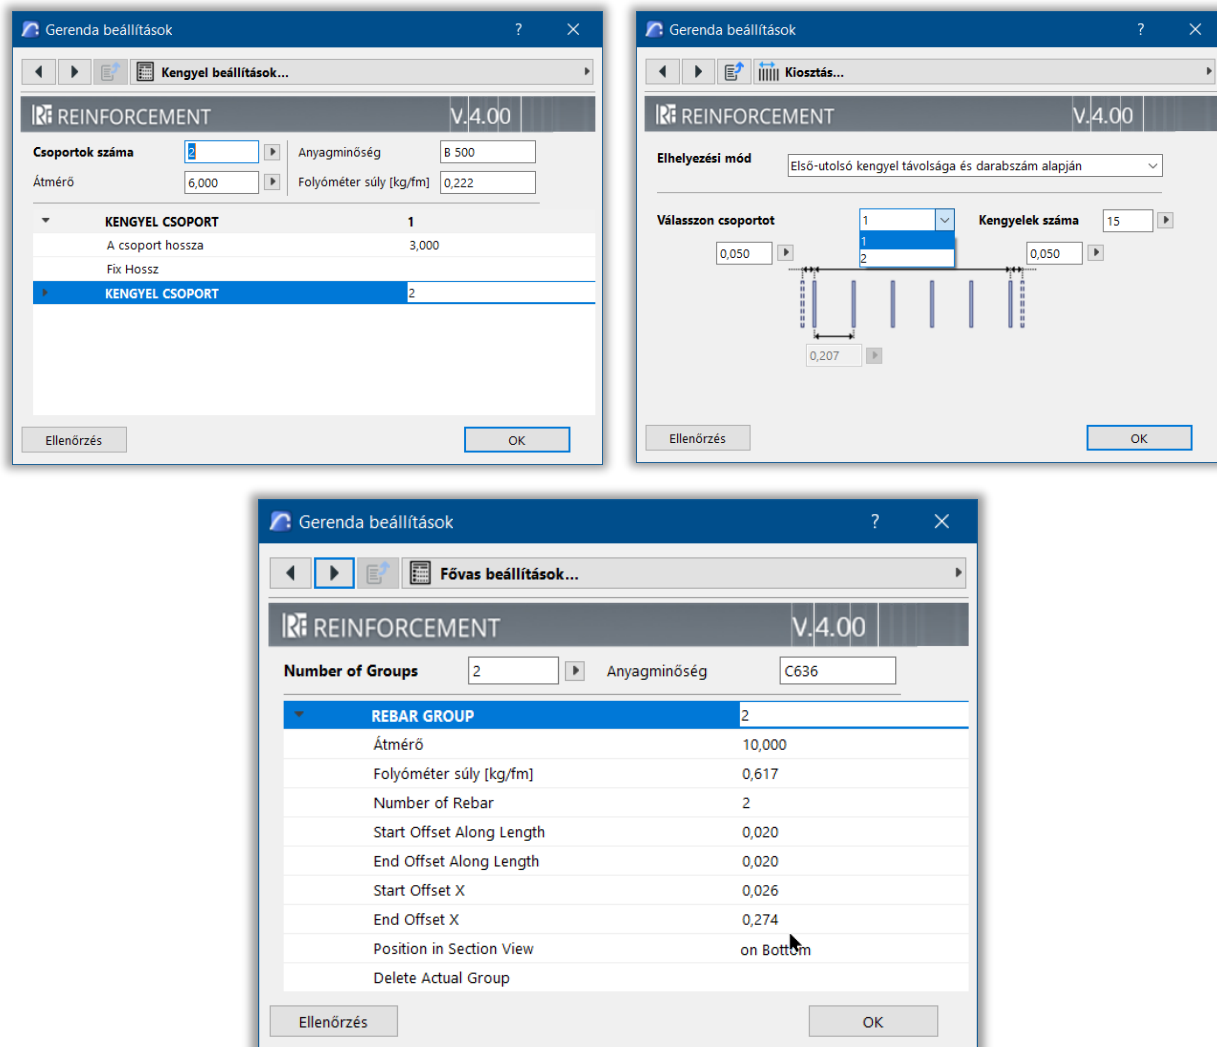 Gerenda beállítások ?
Kengyel beállítások...
REINFORCEMENT V.4.00
Csoportok száma 2 Anyagminőség B 500
Átmérő 6,000 Folyóméter súly [kg/fm] 0,222
KENGYEL CSOPORT 1
A csoport hossza 3,000
Fix Hossz
KENGYEL CSOPORT 2
Ellenőrzés OK
Gerenda beállítások ?
Kiosztás...
REINFORCEMENT V.4.00
Elhelyezési mód Első-utolsó kengyel távolsága és darabszám alapján
Válasszon csoportot 1 Kengyelek száma 15
1
2
0,050 0,050
0,207
Ellenőrzés OK
Gerenda beállítások ?
Fővas beállítások...
REINFORCEMENT V.4.00
Number of Groups 2 Anyagminőség C636
REBAR GROUP 2
Átmérő 10,000
Folyóméter súly [kg/fm] 0,617
Number of Rebar 2
Start Offset Along Length 0,020
End Offset Along Length 0,020
Start Offset X 0,026
End Offset X 0,274
Position in Section View on Bottom
Delete Actual Group
Ellenőrzés OK